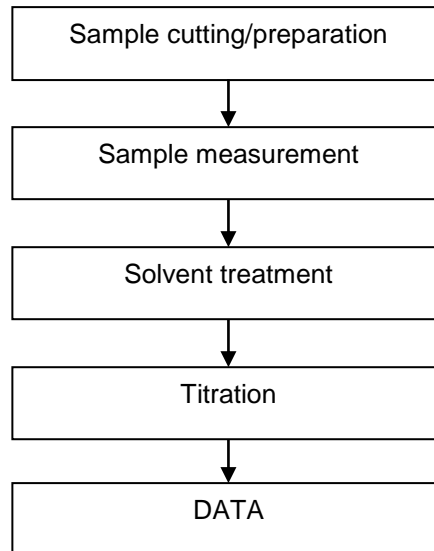 Sample cutting/preparation
Sample measurement
Solvent treatment
Titration
DATA